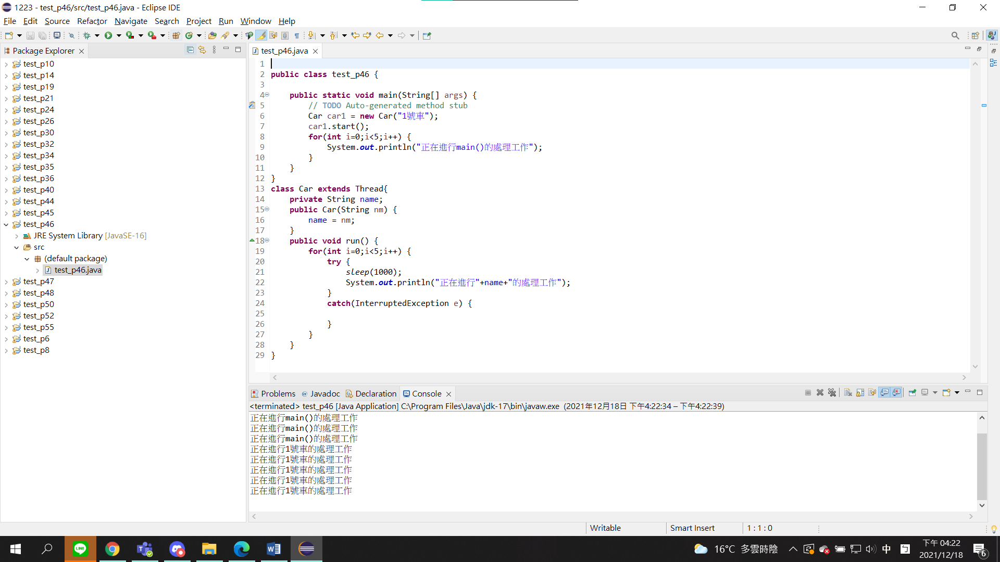 1223 - test_p46/src/test_p46.java - Eclipse IDE
File Edit Source Refactor Navigate Search Project Run Window Help
Package Explorer
test_p10
test_p14
test_p19
test_p21
test_p24
test_p26
test_p30
test_p32
test_p34
test_p35
test_p36
test_p40
test_p44
test_p45
test_p46
JRE System Library [JavaSE-16]
src
(default package)
test_p46.java
test_p47
test_p48
test_p50
test_p52
test_p55
test_p6
test_p8
test_p46.java
1
2 public class test_p46 {
3
4     public static void main(String[] args) {
5         // TODO Auto-generated method stub
6         Car car1 = new Car("1號車");
7         car1.start();
8         for(int i=0;i<5;i++) {
9             System.out.println("正在進行main()的處理工作");
10         }
11     }
12 }
13 class Car extends Thread{
14     private String name;
15     public Car(String nm) {
16         name = nm;
17     }
18     public void run() {
19         for(int i=0;i<5;i++) {
20             try {
21                 sleep(1000);
22                 System.out.println("正在進行"+name+"的處理工作");
23             }
24             catch(InterruptedException e) {
25
26             }
27         }
28     }
29 }
Problems @ Javadoc Declaration Console
<terminated> test_p46 [Java Application] C:\Program Files\Java\jdk-17\bin\javaw.exe (2021年12月18日 下午4:22:34 – 下午4:22:39)
正在進行main()的處理工作
正在進行main()的處理工作
正在進行main()的處理工作
正在進行1號車的處理工作
正在進行1號車的處理工作
正在進行1號車的處理工作
正在進行1號車的處理工作
正在進行1號車的處理工作
Writable Smart Insert 1 : 1 : 0
LINE
16°C 多雲時陰 中 下午 04:22
2021/12/18 6